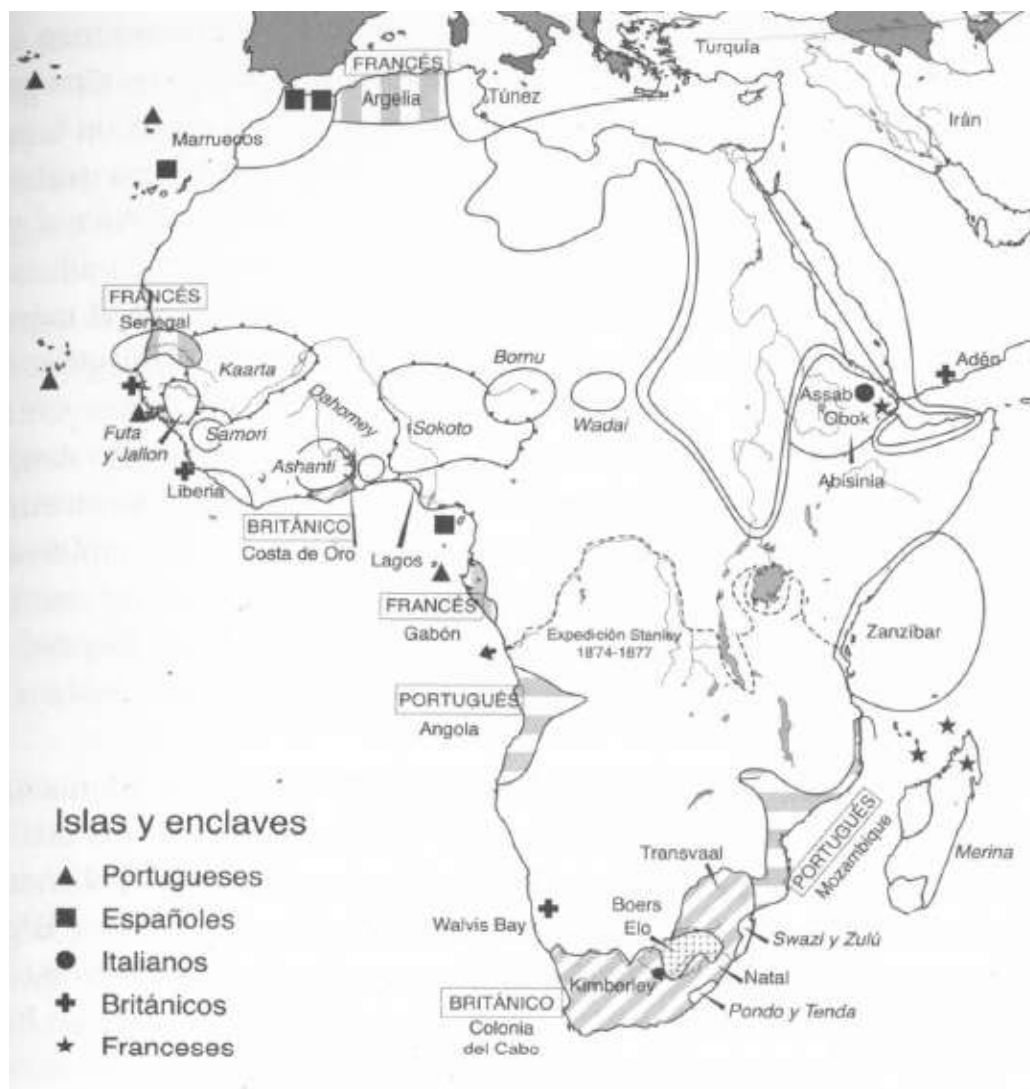 FRANCÉS
Argelia
Túnez
Turquía
Irán
Marruecos
FRANCÉS
Senegal
Kaarta
Bornu
Wadai
Sokoto
Dahomey
Samori
Futa
y Jallon
Ashanti
Liberia
BRITÁNICO
Costa de Oro
Lagos
Assab
Obok
Adén
Abisinia
FRANCÉS
Gabón
Expedición Stanley
1874-1877
Zanzíbar
PORTUGUÉS
Angola
PORTUGUÉS
Mozambique
Merina
Transvaal
Boers
Elo
Walvis Bay
Kimberley
Swazi y Zulú
Natal
Pondo y Tenda
BRITÁNICO
Colonia
del Cabo
Islas y enclaves
Portugueses
Españoles
Italianos
Británicos
Franceses